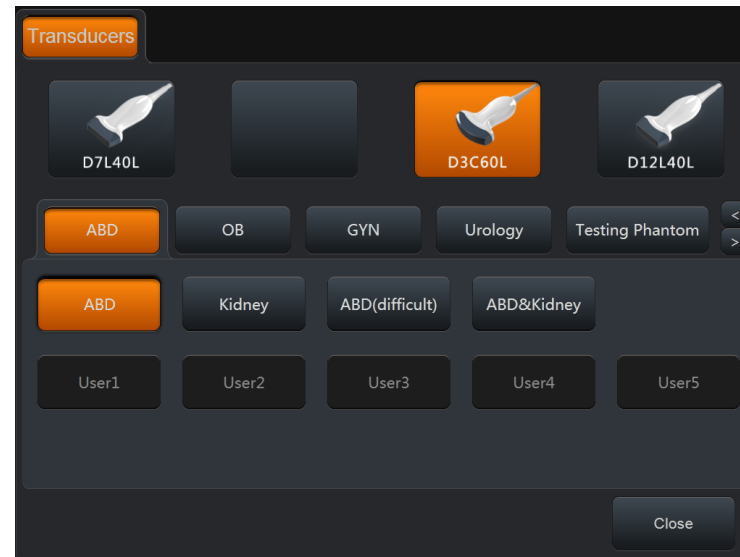 Transducers
D7L40L D3C60L D12L40L
ABD OB GYN Urology Testing Phantom <
>
ABD Kidney ABD(difficult) ABD&Kidney
User1 User2 User3 User4 User5
Close